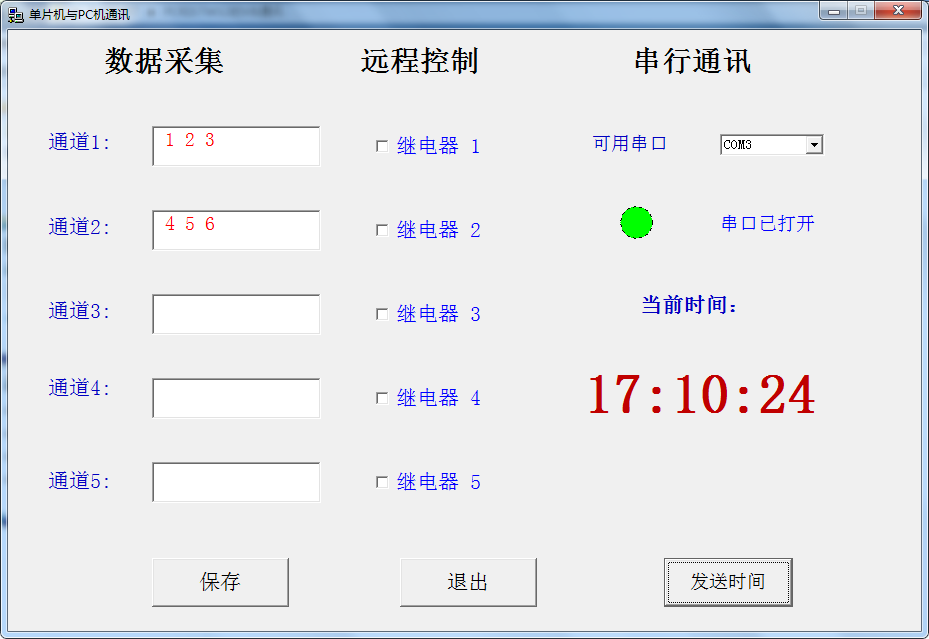 单片机与PC机通讯
数据采集 远程控制 串行通讯
通道1: 1 2 3 继电器 1 可用串口 COM3
通道2: 4 5 6 继电器 2 串口已打开
通道3: 继电器 3 当前时间:
通道4: 继电器 4 17:10:24
通道5: 继电器 5
保存 退出 发送时间